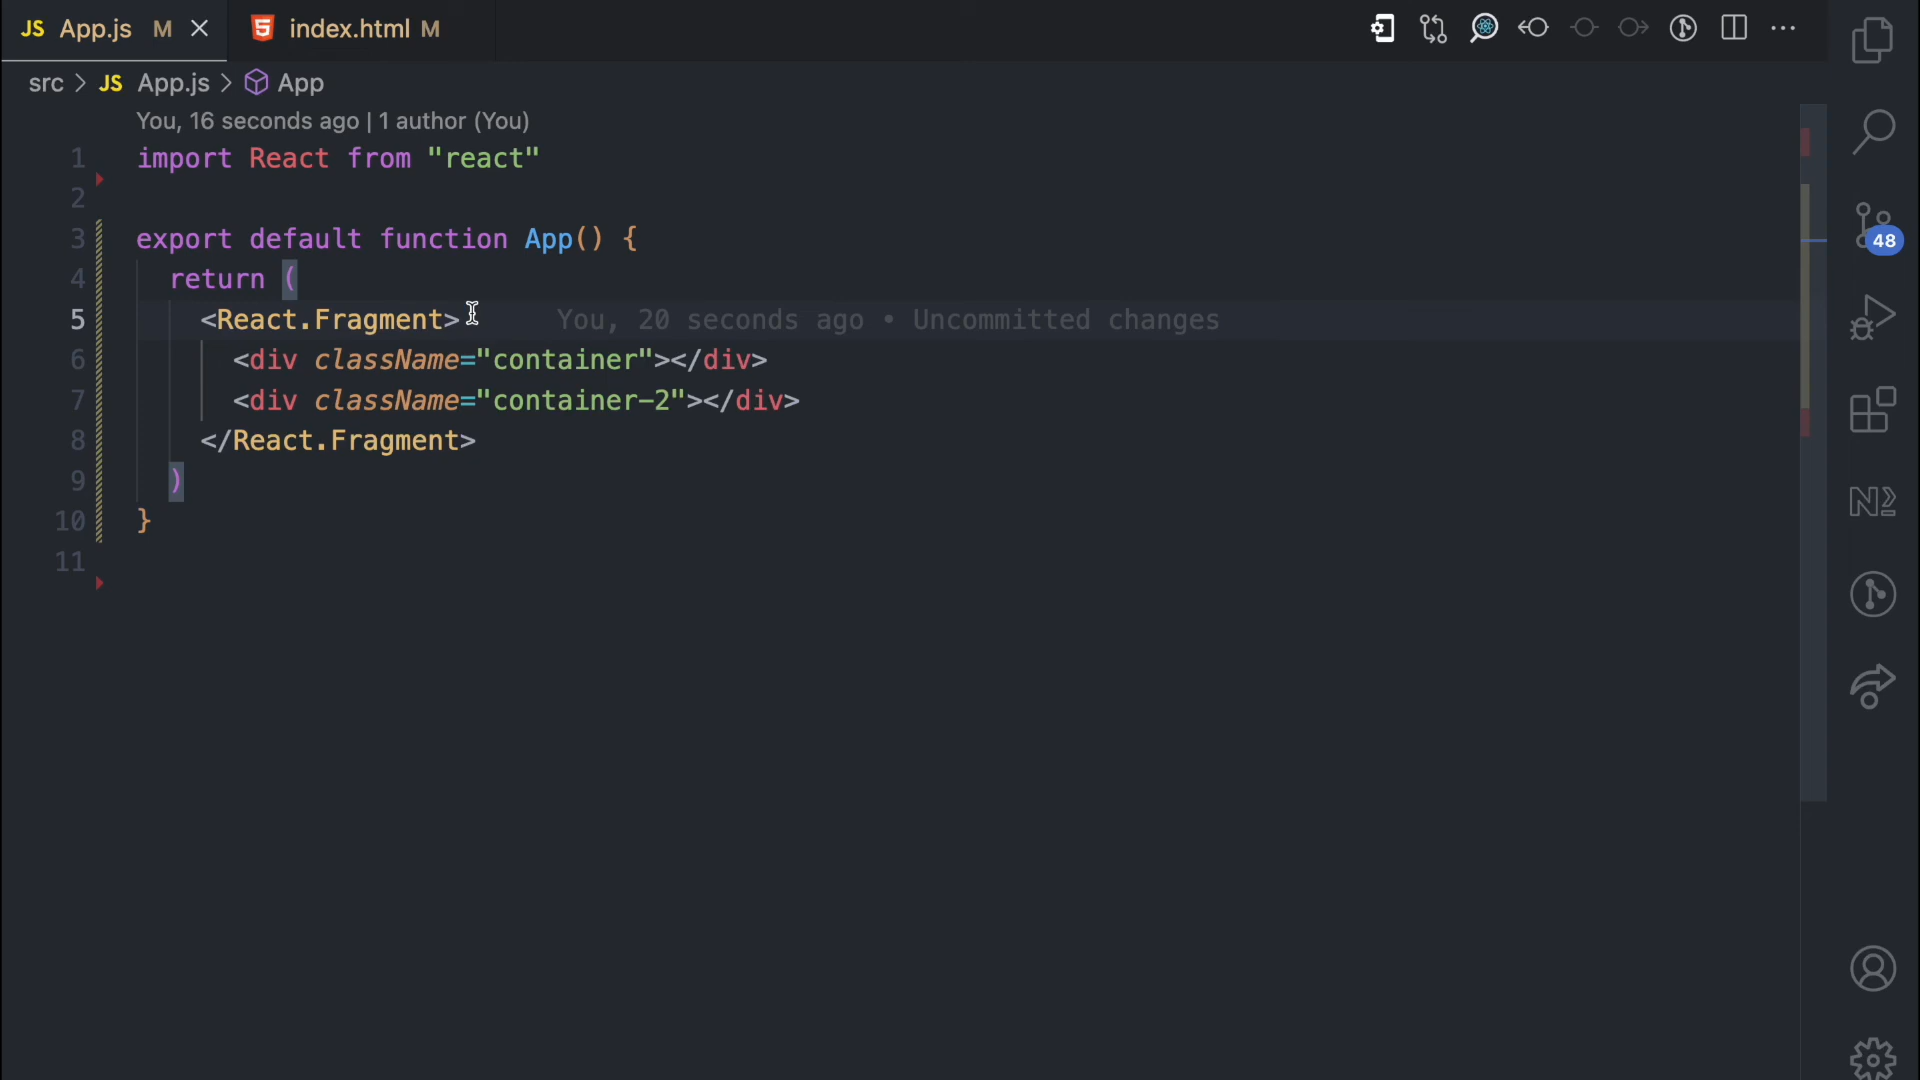 JS App.js M index.html M
src > JS App.js > App
You, 16 seconds ago | 1 author (You)
1 import React from "react"
2
3 export default function App() {
4 return (
5 <React.Fragment> You, 20 seconds ago • Uncommitted changes
6 <div className="container"></div>
7 <div className="container-2"></div>
8 </React.Fragment>
9 )
10 }
11
48